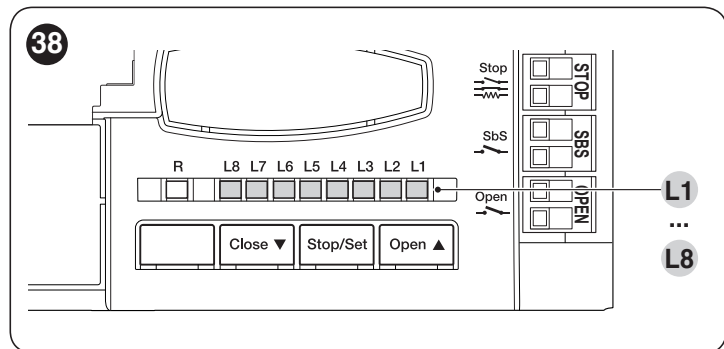 38
Stop
STOP
SbS
SBS
R L8 L7 L6 L5 L4 L3 L2 L1
Open
OPEN
L1
...
L8
Close ▼ Stop/Set Open ▲